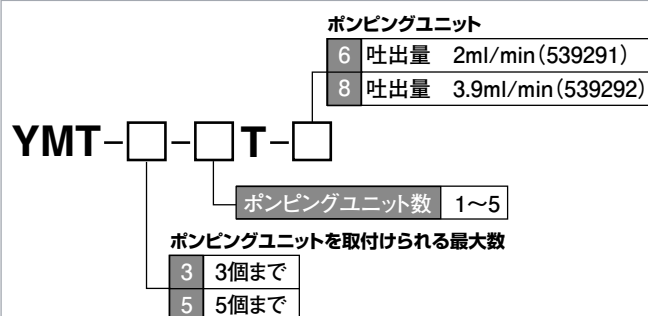 ポンピングユニット
6 吐出量 2ml/min(539291)
8 吐出量 3.9ml/min(539292)
YMT-□-□T-□
ポンピングユニット数 1～5
ポンピングユニットを取付けられる最大数
3 3個まで
5 5個まで